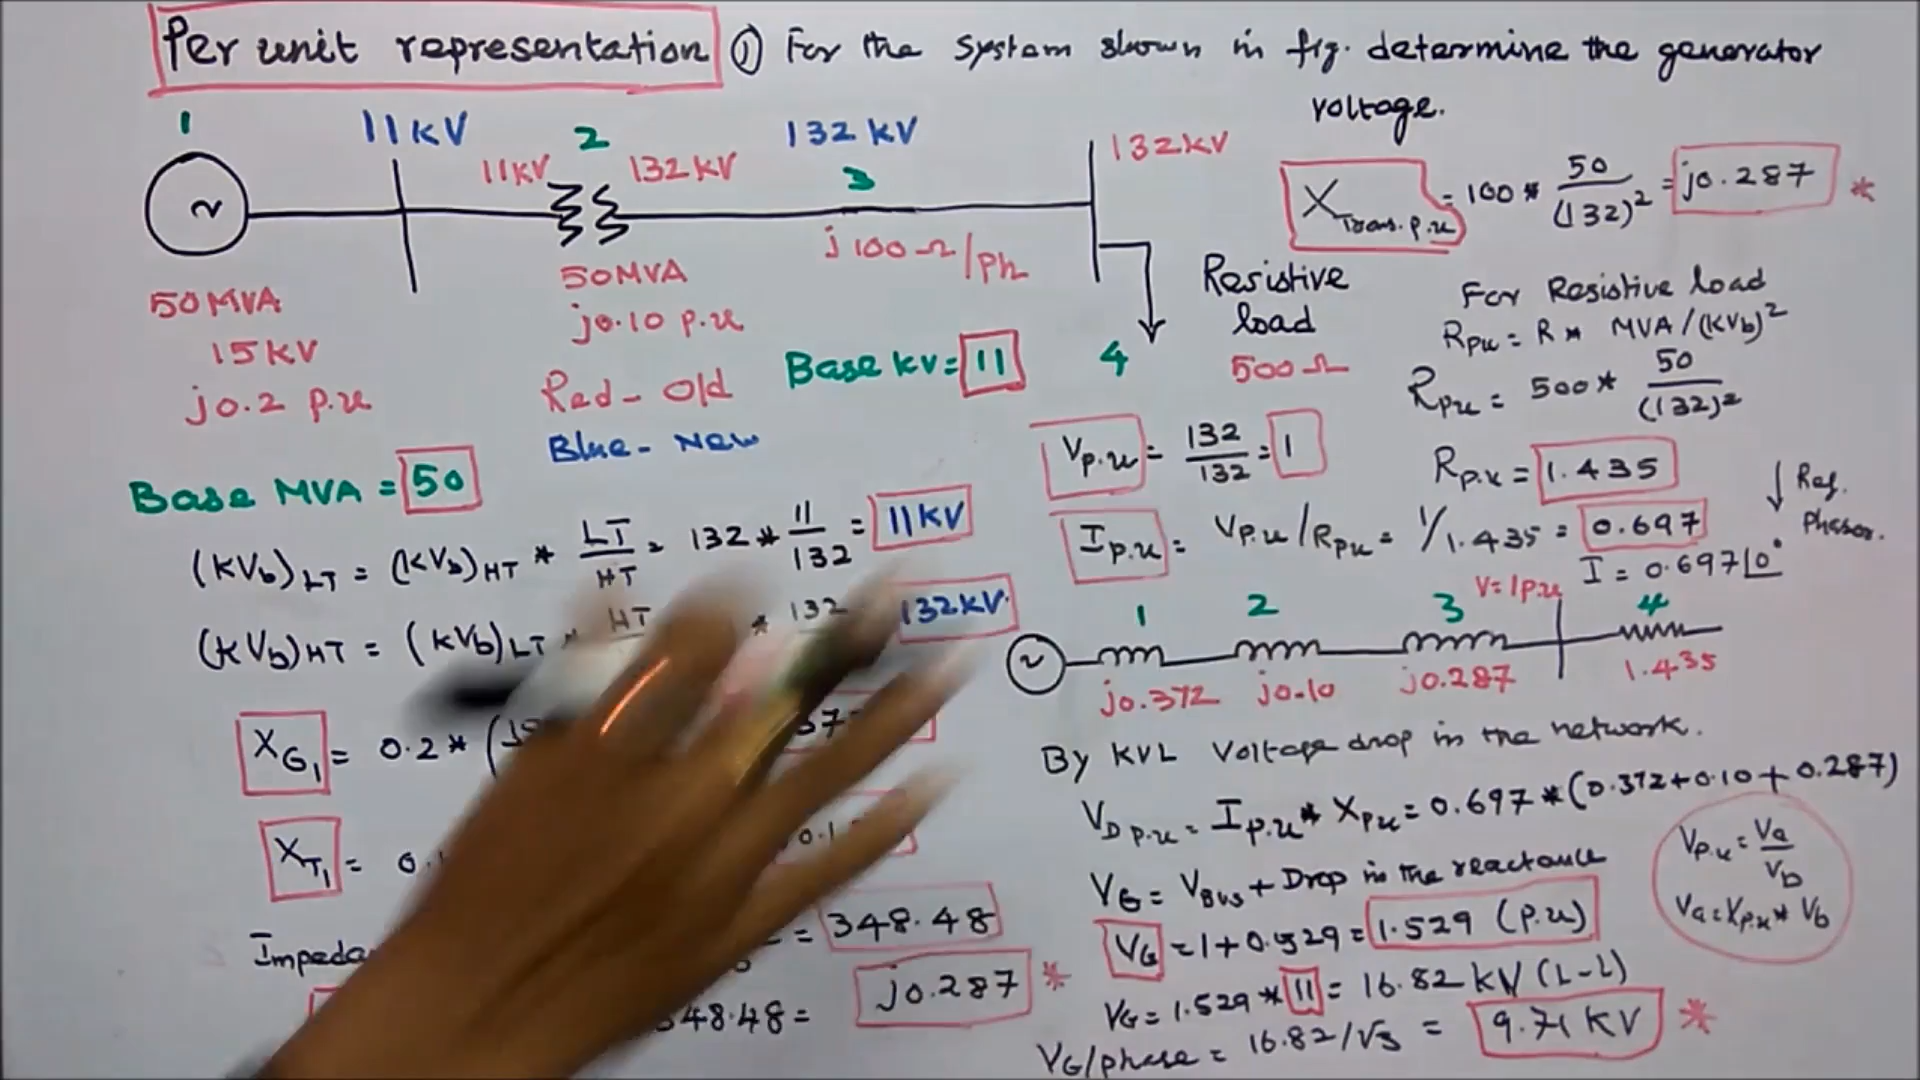 Per unit representation ① For the system shown in fig. determine the generator
voltage.
1
11KV
2
132 KV
11KV
132KV
3
132KV
X Trans. p.u = 100 * 50/(132)² = j0.287 *
~
j100Ω/Ph
50MVA
15KV
j0.2 p.u
50MVA
j0.10 p.u
Red - Old
Blue - New
Base kv = 11
4
Resistive
load
500Ω
For Resistive load
Rpu = R * MVA/(KVb)²
Rpu = 500 * 50/(132)²
Rp.u = 1.435
Base MVA = 50
Vp.u = 132/132 = 1
Ip.u = Vp.u/Rpu = 1/1.435 = 0.697
↓ Ref.
Phasor.
I = 0.697∠0°
(KVb)LT = (KVb)HT * LT/HT = 132 * 11/132 = 11KV
(KVb)HT = (KVb)LT * HT * 132 132KV
XG1 = 0.2 * (
XT1 = 0.1
= 348.48
348.48 = j0.287 *
V=1p.u
1 2 3 4
~ j0.372 j0.10 j0.287 1.435
By KVL Voltage drop in the network.
VD p.u = Ip.u * Xpu = 0.697 * (0.372+0.10+0.287)
VG = VBus + Drop in the reactance
VG = 1+0.529 = 1.529 (p.u)
VG = 1.529 * 11 = 16.82 KV (L-L)
VG/phase = 16.82/√3 = 9.71 KV *
Vp.u = Va/Vb
Va = Vp.u * Vb